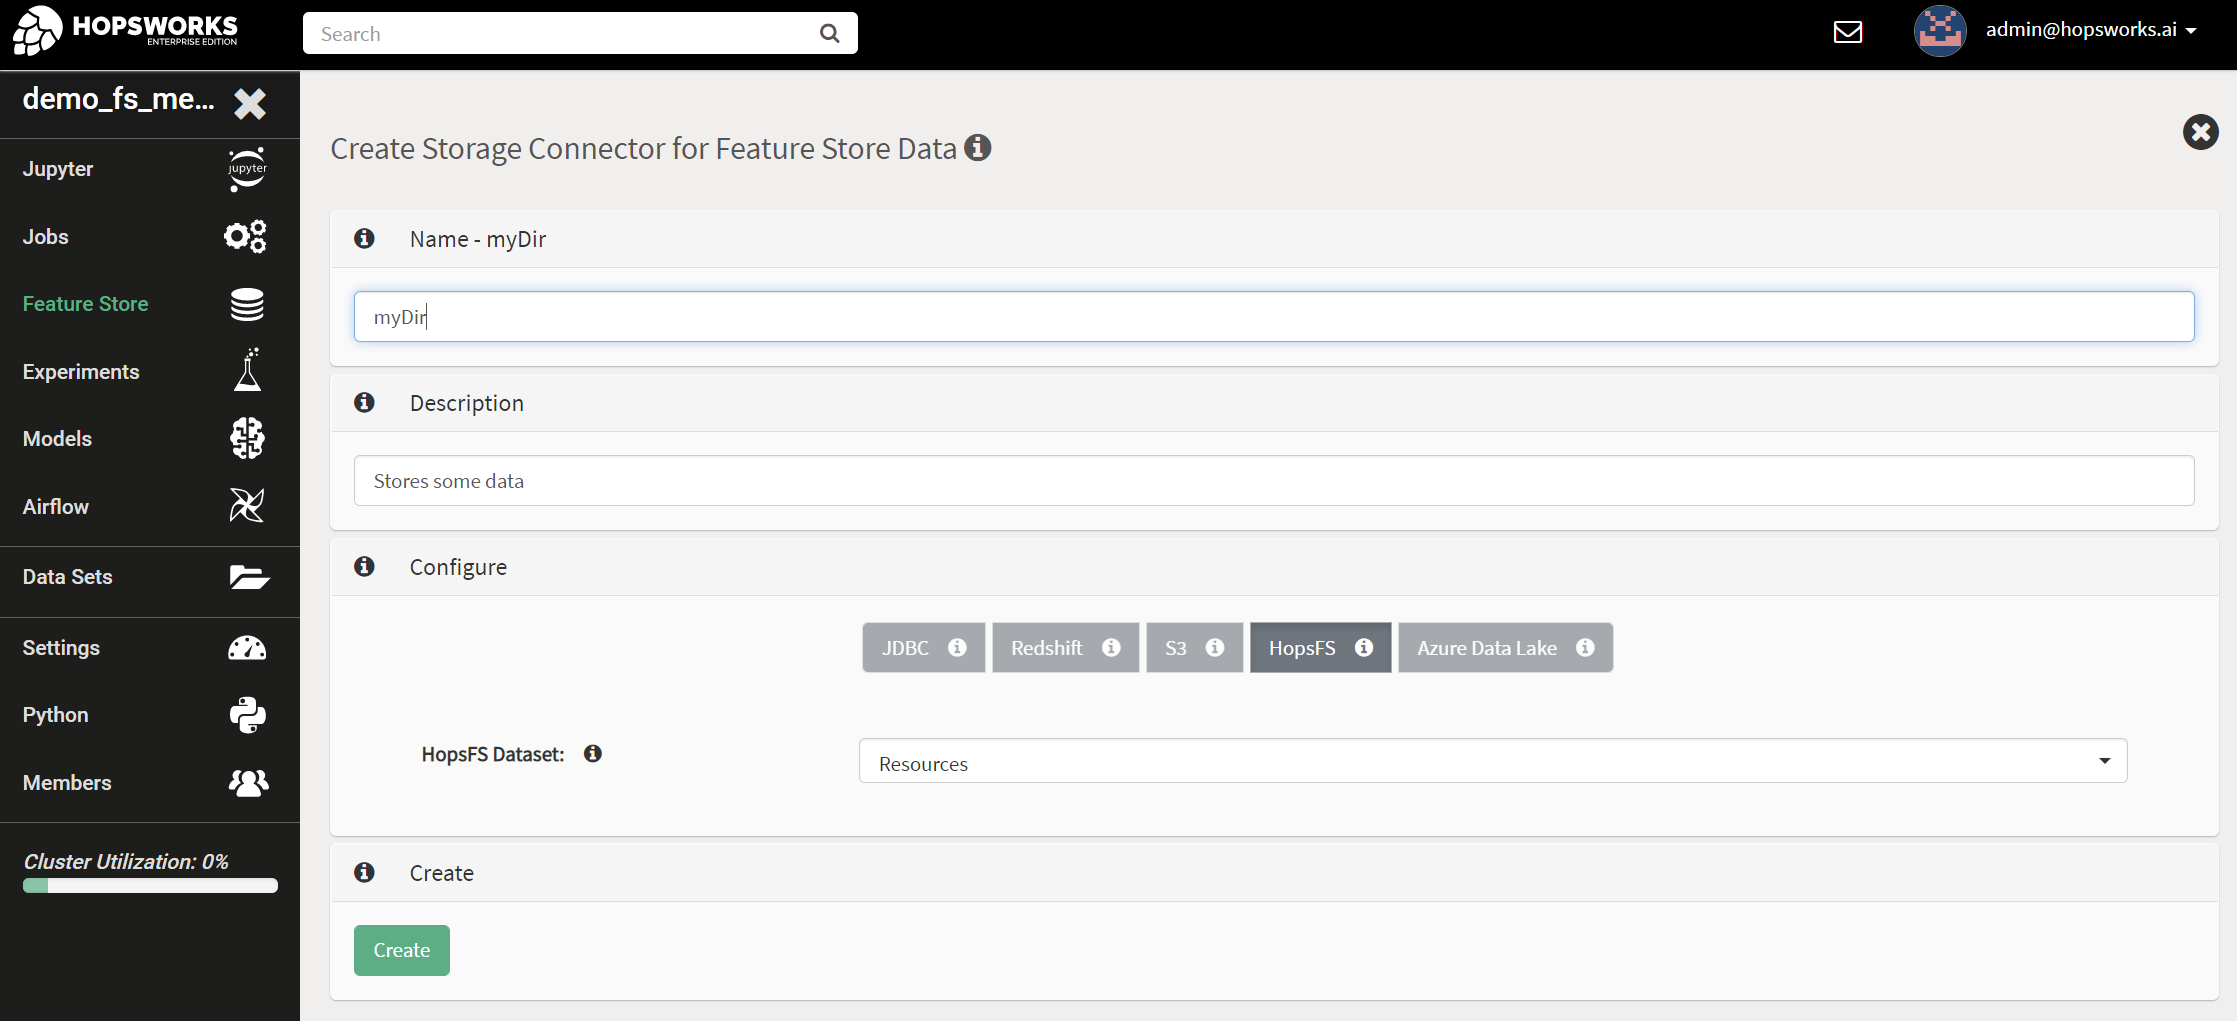 HOPSWORKS
ENTERPRISE EDITION
Search
admin@hopsworks.ai
demo_fs_me...
Jupyter
jupyter
Jobs
Feature Store
Experiments
Models
Airflow
Data Sets
Settings
Python
Members
Cluster Utilization: 0%
Create Storage Connector for Feature Store Data
Name - myDir
myDir
Description
Stores some data
Configure
JDBC Redshift S3 HopsFS Azure Data Lake
HopsFS Dataset: Resources
Create
Create